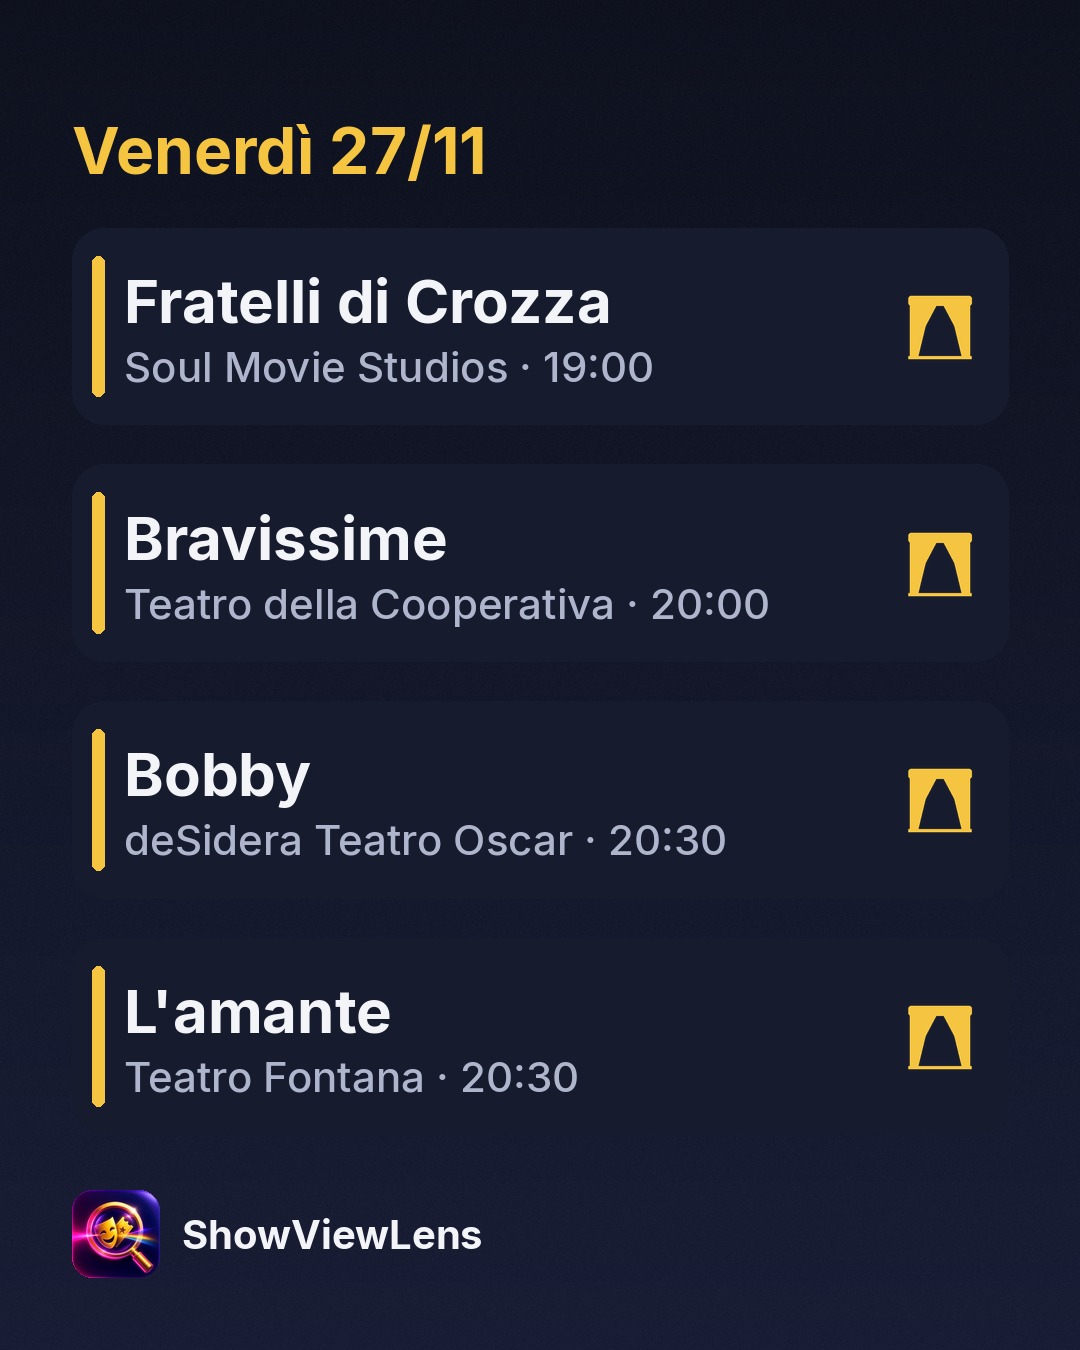 Venerdì 27/11
Fratelli di Crozza
Soul Movie Studios · 19:00
Bravissime
Teatro della Cooperativa · 20:00
Bobby
deSidera Teatro Oscar · 20:30
L'amante
Teatro Fontana · 20:30
ShowViewLens